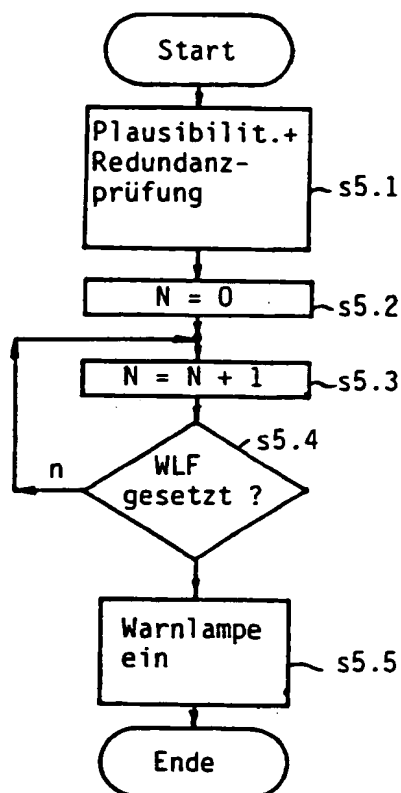 Start
Plausibilit.+
Redundanz-
prüfung
s5.1
N = 0
s5.2
N = N + 1
s5.3
s5.4
n
WLF
gesetzt ?
Warnlampe
ein
s5.5
Ende